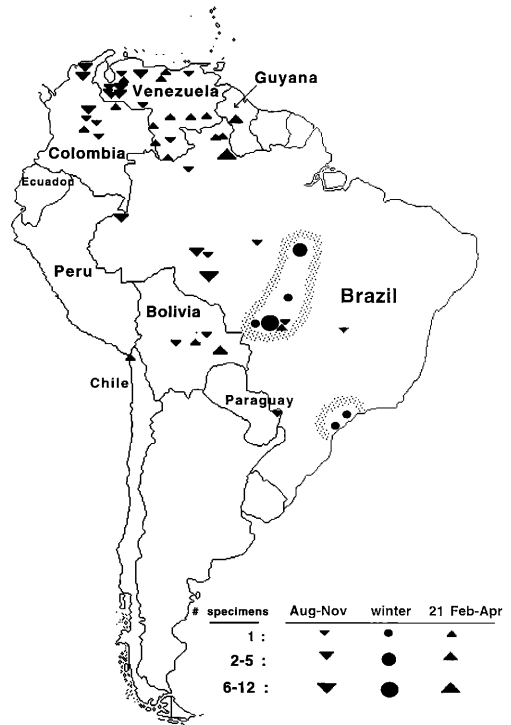 Guyana
Venezuela
Colombia
Ecuador
Peru
Brazil
Bolivia
Chile
Paraguay
# specimens Aug-Nov winter 21 Feb-Apr
1 :
2-5 :
6-12 :